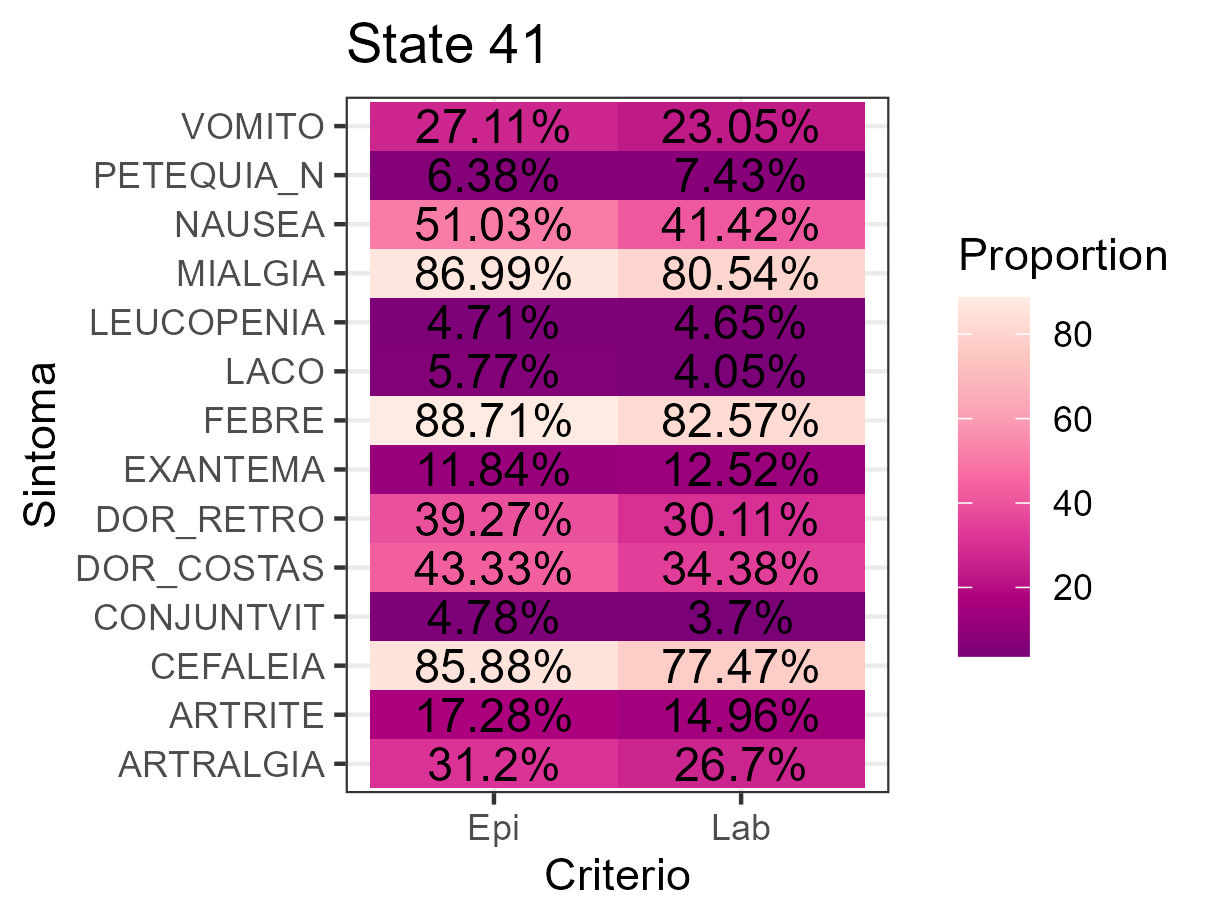 State 41
VOMITO 27.11% 23.05%
PETEQUIA_N 6.38% 7.43%
NAUSEA 51.03% 41.42%
MIALGIA 86.99% 80.54%
LEUCOPENIA 4.71% 4.65%
LACO 5.77% 4.05%
FEBRE 88.71% 82.57%
EXANTEMA 11.84% 12.52%
DOR_RETRO 39.27% 30.11%
DOR_COSTAS 43.33% 34.38%
CONJUNTVIT 4.78% 3.7%
CEFALEIA 85.88% 77.47%
ARTRITE 17.28% 14.96%
ARTRALGIA 31.2% 26.7%
Epi Lab
Criterio
Sintoma
Proportion
80
60
40
20